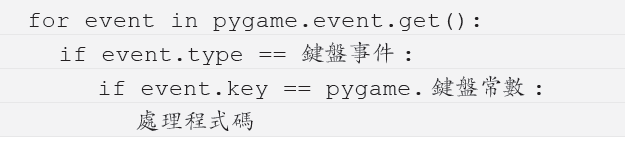 for event in pygame.event.get():
if event.type == 鍵盤事件:
if event.key == pygame.鍵盤常數:
處理程式碼